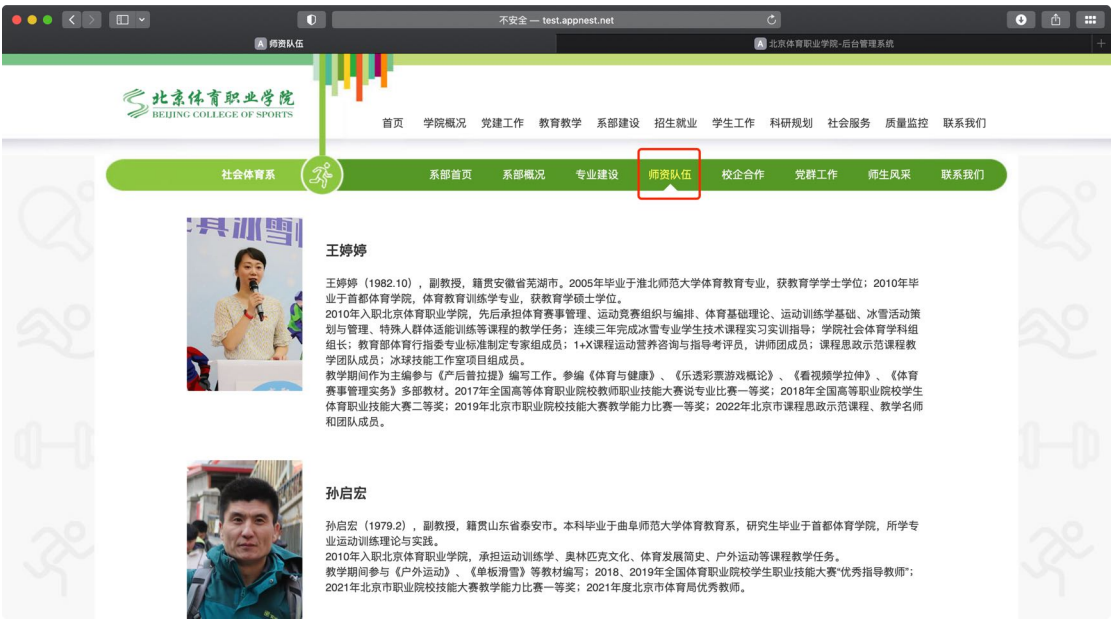 不安全 — test.appnest.net
师资队伍
北京体育职业学院-后台管理系统
北京体育职业学院
BEIJING COLLEGE OF SPORTS
首页 学院概况 党建工作 教育教学 系部建设 招生就业 学生工作 科研规划 社会服务 质量监控 联系我们
社会体育系 系部首页 系部概况 专业建设 师资队伍 校企合作 党群工作 师生风采 联系我们
王婷婷
王婷婷（1982.10），副教授，籍贯安徽省芜湖市。2005年毕业于淮北师范大学体育教育专业，获教育学学士学位；2010年毕
业于首都体育学院，体育教育训练学专业，获教育学硕士学位。
2010年入职北京体育职业学院，先后承担体育赛事管理、运动竞赛组织与编排、体育基础理论、运动训练学基础、冰雪活动策
划与管理、特殊人群体适能训练等课程的教学任务；连续三年完成冰雪专业学生技术课程实习实训指导；学院社会体育学科组
组长；教育部体育行指委专业标准制定专家组成员；1+X课程运动营养咨询与指导考评员，讲师团成员；课程思政示范课程教
学团队成员；冰球技能工作室项目组成员。
教学期间作为主编参与《产后普拉提》编写工作。参编《体育与健康》、《乐透彩票游戏概论》、《看视频学拉伸》、《体育
赛事管理实务》多部教材。2017年全国高等体育职业院校教师职业技能大赛说专业比赛一等奖；2018年全国高等职业院校学生
体育职业技能大赛二等奖；2019年北京市职业院校技能大赛教学能力比赛一等奖；2022年北京市课程思政示范课程、教学名师
和团队成员。
孙启宏
孙启宏（1979.2），副教授，籍贯山东省泰安市。本科毕业于曲阜师范大学体育教育系，研究生毕业于首都体育学院，所学专
业运动训练理论与实践。
2010年入职北京体育职业学院，承担运动训练学、奥林匹克文化、体育发展简史、户外运动等课程教学任务。
教学期间参与《户外运动》、《单板滑雪》等教材编写；2018、2019年全国体育职业院校学生职业技能大赛“优秀指导教师”；
2021年北京市职业院校技能大赛教学能力比赛一等奖；2021年度北京市体育局优秀教师。